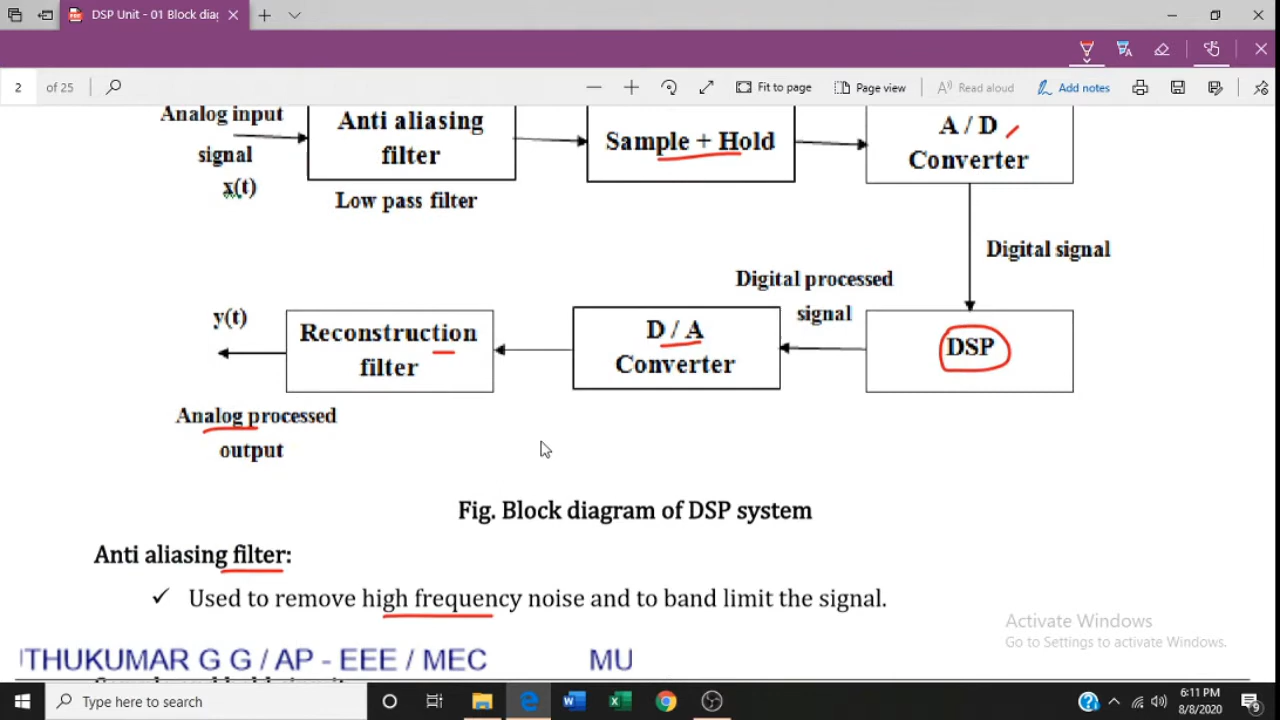 DSP Unit - 01 Block diag
2 of 25
Fit to page
Page view
Read aloud
Add notes
Analog input
signal
x(t)
Anti aliasing
filter
Low pass filter
Sample + Hold
A / D
Converter
Digital signal
DSP
Digital processed
signal
D / A
Converter
Reconstruction
filter
y(t)
Analog processed
output
Fig. Block diagram of DSP system
Anti aliasing filter:
✓ Used to remove high frequency noise and to band limit the signal.
THUKUMAR G G / AP - EEE / MEC MU
Activate Windows
Go to Settings to activate Windows.
Type here to search
6:11 PM
8/8/2020